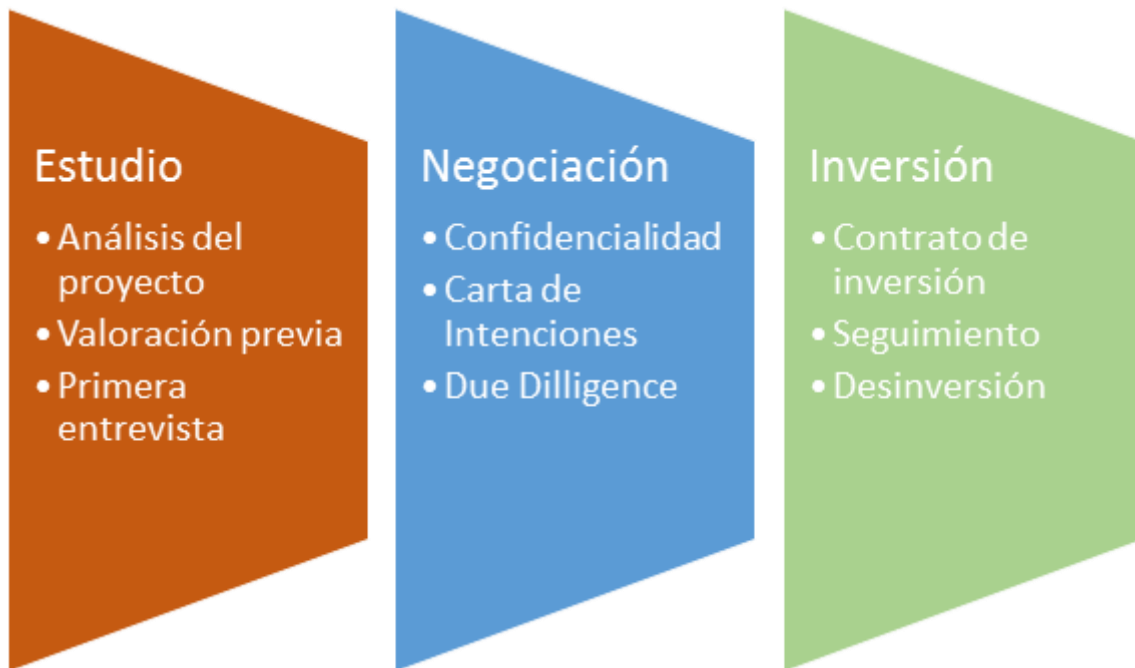 Estudio
• Análisis del
proyecto
• Valoración previa
• Primera
entrevista
Negociación
• Confidencialidad
• Carta de
Intenciones
• Due Dilligence
Inversión
• Contrato de
inversión
• Seguimiento
• Desinversión